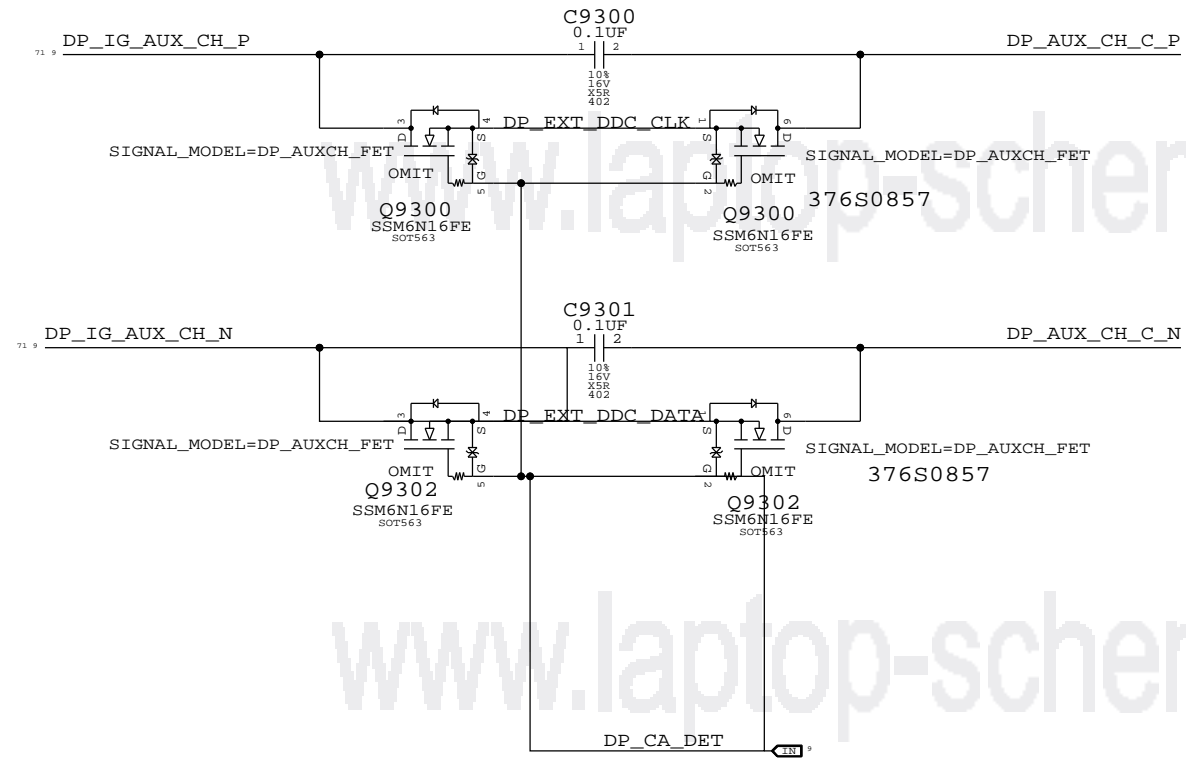 C9300
0.1UF
DP_IG_AUX_CH_P
1 2
DP_AUX_CH_C_P
71 9
10%
16V
X5R
402
3 D
4 S
DP_EXT_DDC_CLK
1 S
6 D
SIGNAL_MODEL=DP_AUXCH_FET
SIGNAL_MODEL=DP_AUXCH_FET
OMIT
G 5
G 2
OMIT
376S0857
Q9300
SSM6N16FE
SOT563
Q9300
SSM6N16FE
SOT563
www.laptop-scher
C9301
0.1UF
DP_IG_AUX_CH_N
1 2
DP_AUX_CH_C_N
71 9
10%
16V
X5R
402
3 D
4 S
DP_EXT_DDC_DATA
1 S
6 D
SIGNAL_MODEL=DP_AUXCH_FET
SIGNAL_MODEL=DP_AUXCH_FET
OMIT
G 5
G 2
OMIT
376S0857
Q9302
SSM6N16FE
SOT563
Q9302
SSM6N16FE
SOT563
www.laptop-scher
DP_CA_DET
IN 9